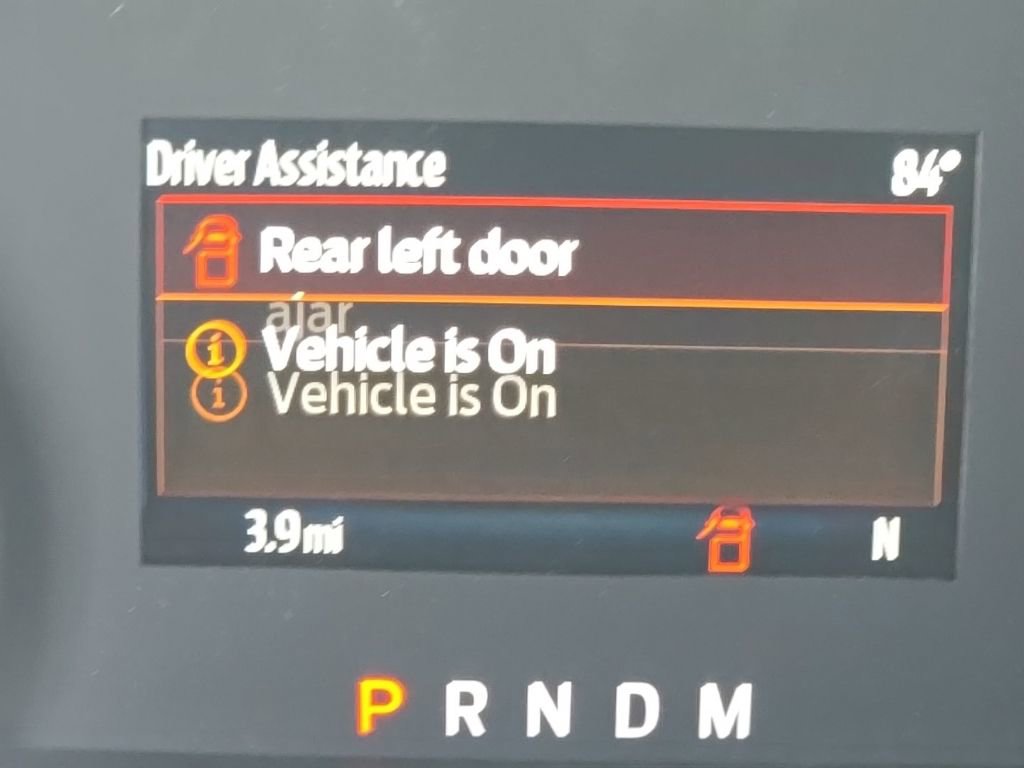 Driver Assistance 84°
Rear left door
ajar
Vehicle is On
Vehicle is On
3.9mi N
P R N D M